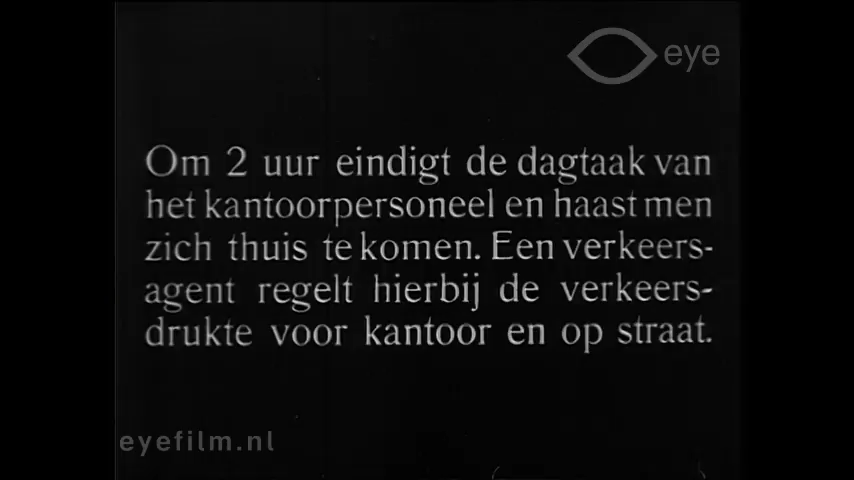 eye
Om 2 uur eindigt de dagtaak van
het kantoorpersoneel en haast men
zich thuis te komen. Een verkeers-
agent regelt hierbij de verkeers-
drukte voor kantoor en op straat.
eyefilm.nl